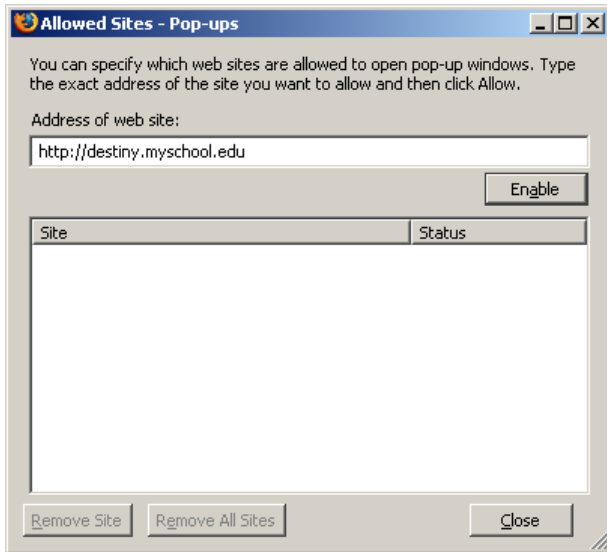 Allowed Sites - Pop-ups
You can specify which web sites are allowed to open pop-up windows. Type
the exact address of the site you want to allow and then click Allow.
Address of web site:
http://destiny.myschool.edu
Enable
Site Status
Remove Site Remove All Sites Close